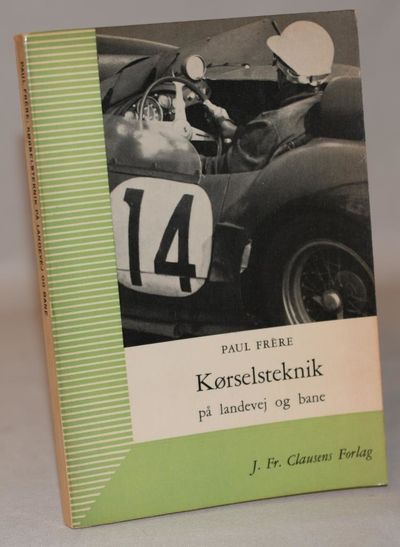 PAUL FRÈRE: KØRSELSTEKNIK PÅ LANDEVEJ OG BANE
14
PAUL FRÈRE
Kørselsteknik
på landevej og bane
J. Fr. Clausens Forlag